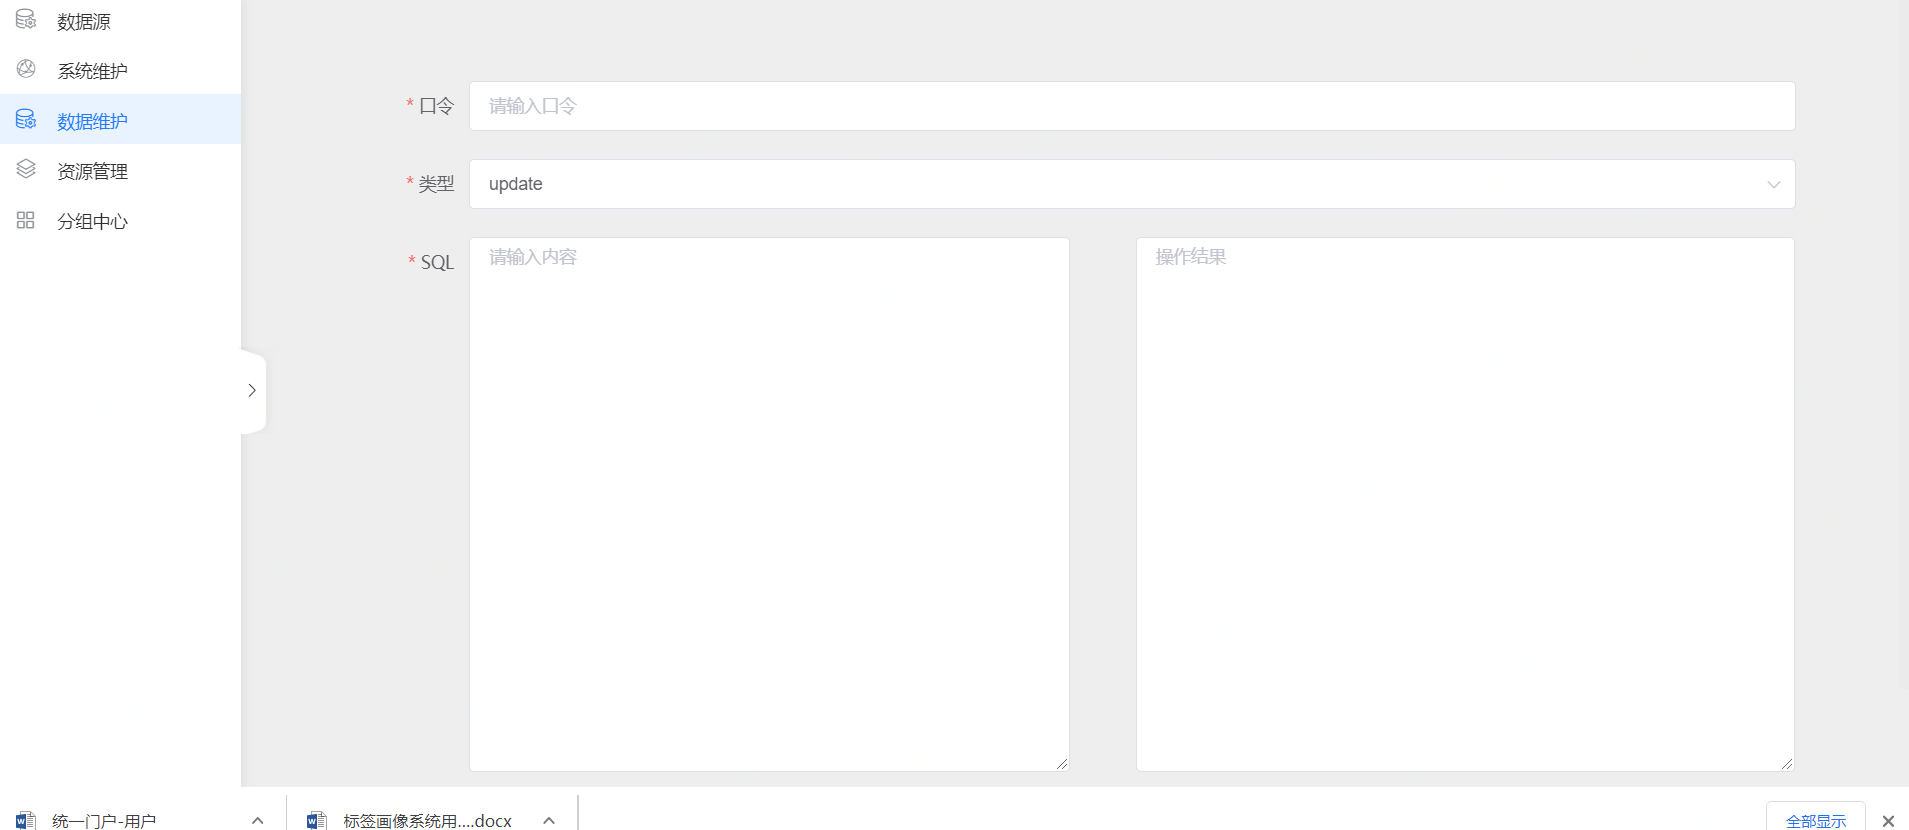 数据源
系统维护
数据维护
资源管理
分组中心
* 口令
请输入口令
* 类型
update
* SQL
请输入内容
操作结果
统一门户-用户
标签画像系统用....docx
全部显示